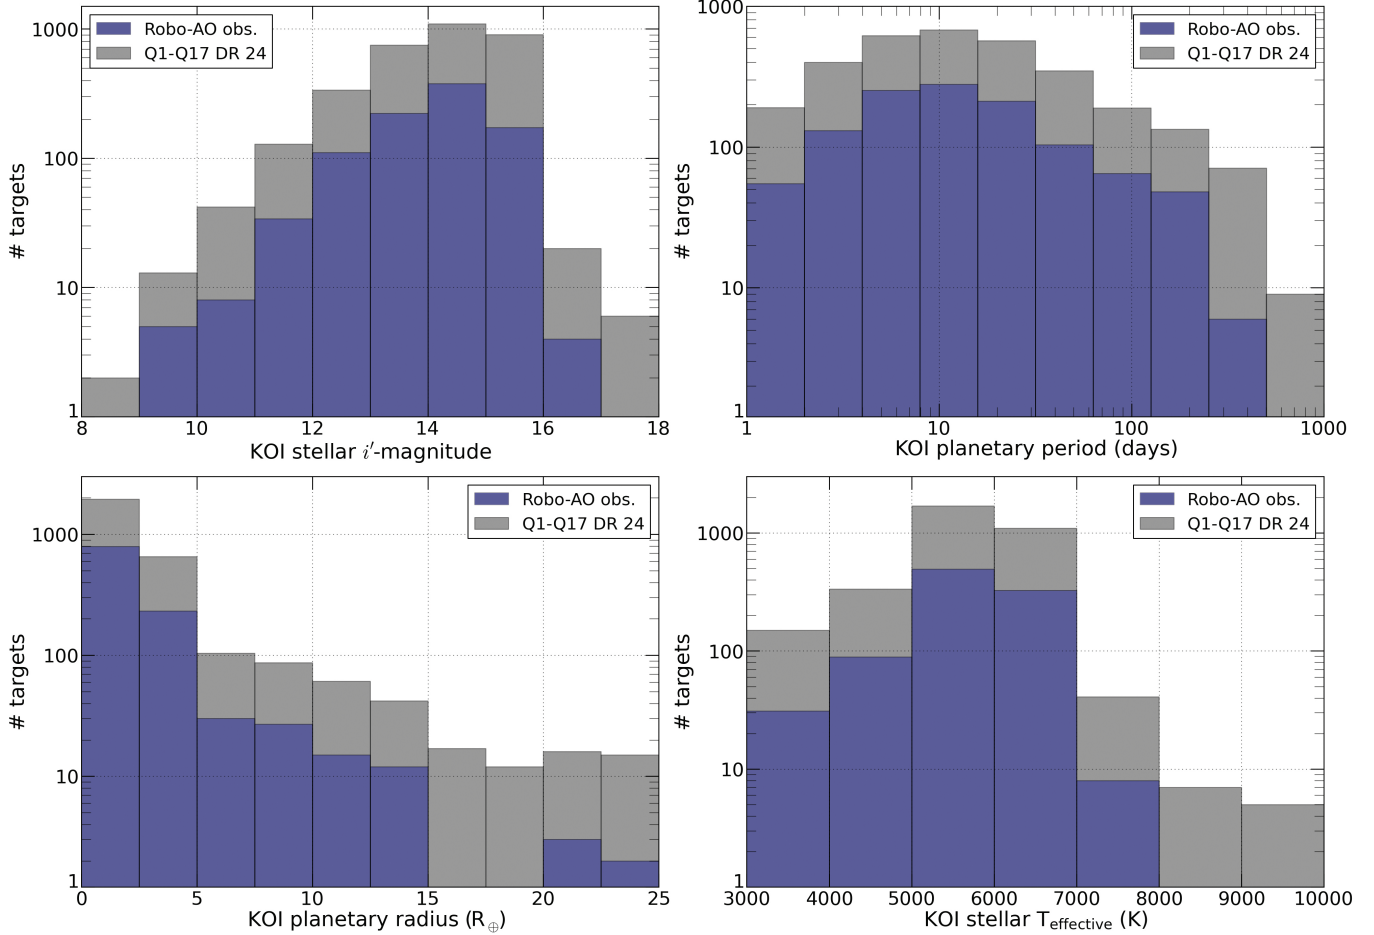 Robo-AO obs.
Q1-Q17 DR 24
1000
100
10
1
# targets
8 10 12 14 16 18
KOI stellar i′-magnitude
Robo-AO obs.
Q1-Q17 DR 24
1000
100
10
1
# targets
1 10 100 1000
KOI planetary period (days)
Robo-AO obs.
Q1-Q17 DR 24
1000
100
10
1
# targets
0 5 10 15 20 25
KOI planetary radius (R⊕)
Robo-AO obs.
Q1-Q17 DR 24
1000
100
10
1
# targets
3000 4000 5000 6000 7000 8000 9000 10000
KOI stellar Teffective (K)